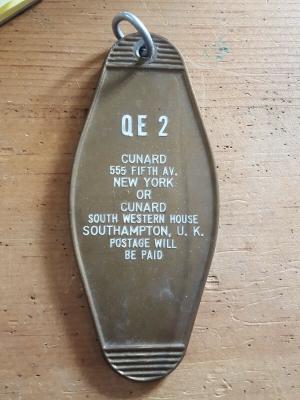 QE 2
CUNARD
555 FIFTH AV.
NEW YORK
OR
CUNARD
SOUTH WESTERN HOUSE
SOUTHAMPTON, U. K.
POSTAGE WILL
BE PAID